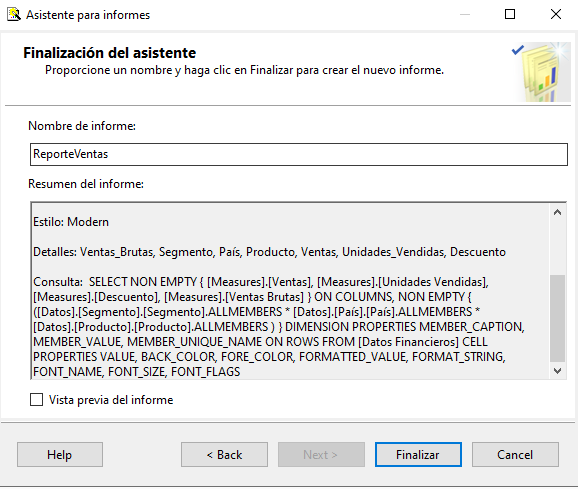 Asistente para informes
Finalización del asistente
Proporcione un nombre y haga clic en Finalizar para crear el nuevo informe.
Nombre de informe:
ReporteVentas
Resumen del informe:
Estilo: Modern
Detalles: Ventas_Brutas, Segmento, País, Producto, Ventas, Unidades_Vendidas, Descuento
Consulta:  SELECT NON EMPTY { [Measures].[Ventas], [Measures].[Unidades Vendidas],
[Measures].[Descuento], [Measures].[Ventas Brutas] } ON COLUMNS, NON EMPTY {
([Datos].[Segmento].[Segmento].ALLMEMBERS * [Datos].[País].[País].ALLMEMBERS *
[Datos].[Producto].[Producto].ALLMEMBERS ) } DIMENSION PROPERTIES MEMBER_CAPTION,
MEMBER_VALUE, MEMBER_UNIQUE_NAME ON ROWS FROM [Datos Financieros] CELL
PROPERTIES VALUE, BACK_COLOR, FORE_COLOR, FORMATTED_VALUE, FORMAT_STRING,
FONT_NAME, FONT_SIZE, FONT_FLAGS
Vista previa del informe
Help
< Back
Next >
Finalizar
Cancel